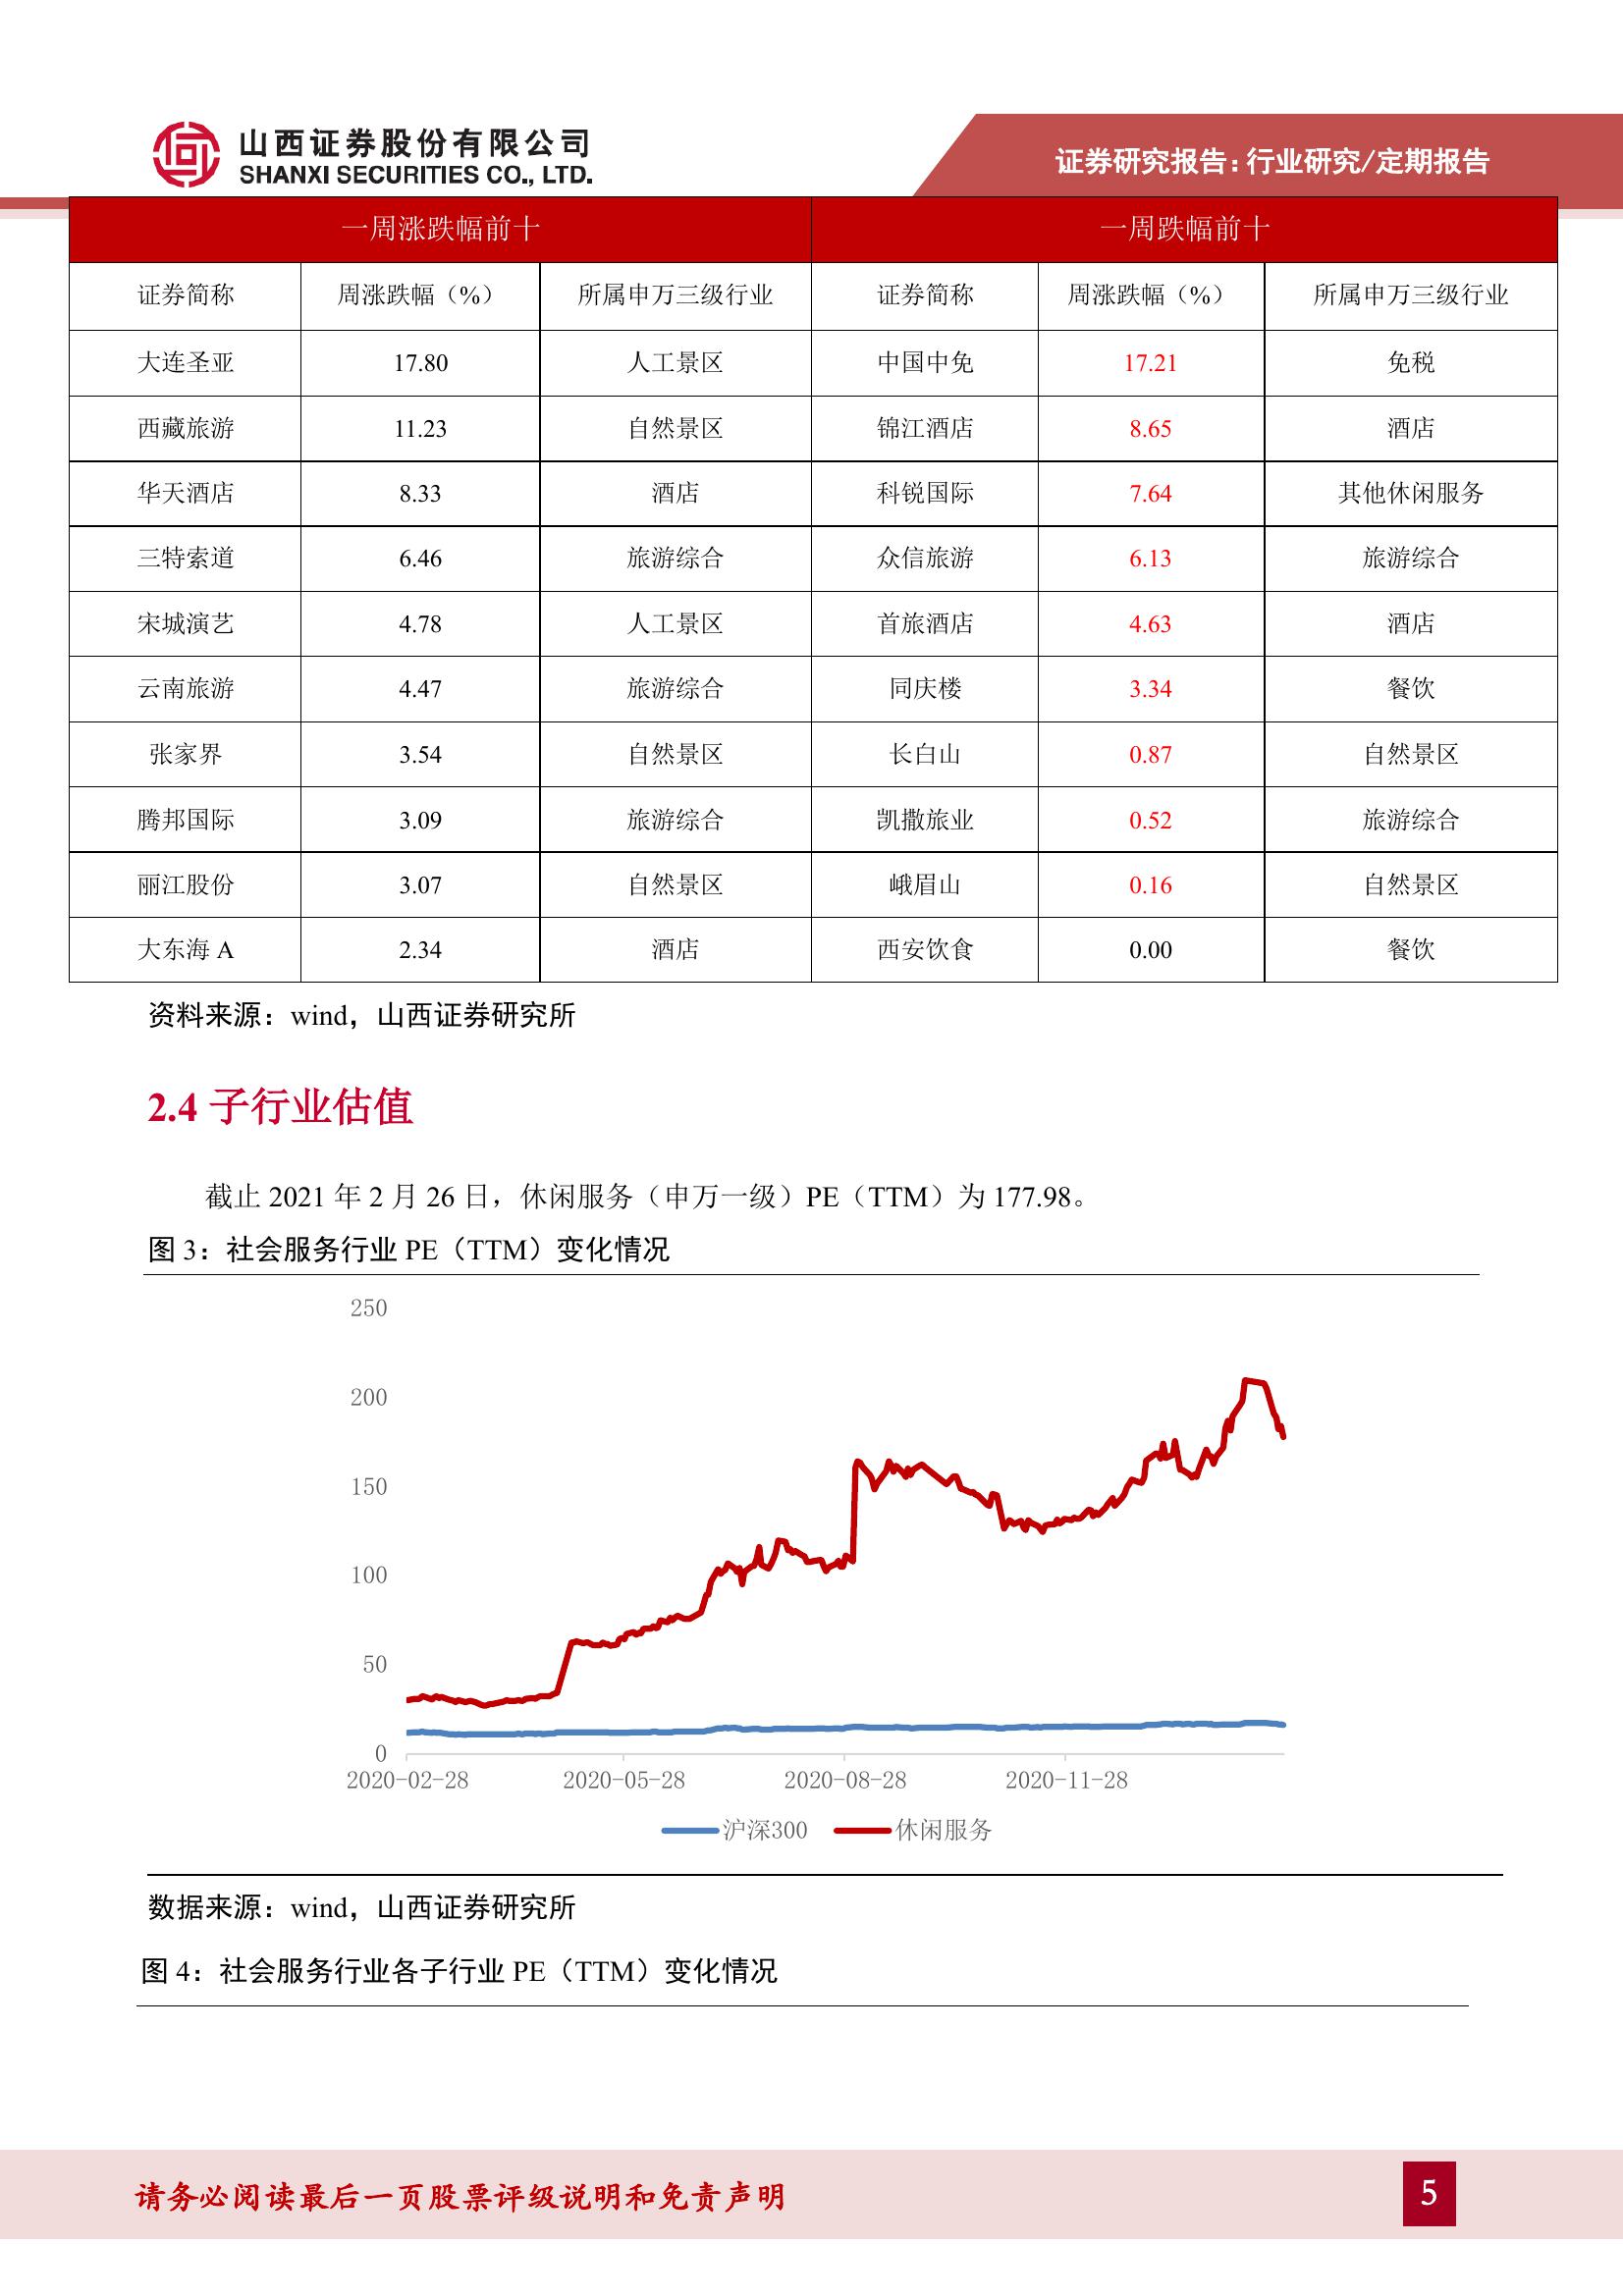 山西证券股份有限公司
SHANXI SECURITIES CO., LTD.
证券研究报告:行业研究/定期报告
一周涨跌幅前十 一周跌幅前十
证券简称 周涨跌幅（%） 所属申万三级行业 证券简称 周涨跌幅（%） 所属申万三级行业
大连圣亚 17.80 人工景区 中国中免 17.21 免税
西藏旅游 11.23 自然景区 锦江酒店 8.65 酒店
华天酒店 8.33 酒店 科锐国际 7.64 其他休闲服务
三特索道 6.46 旅游综合 众信旅游 6.13 旅游综合
宋城演艺 4.78 人工景区 首旅酒店 4.63 酒店
云南旅游 4.47 旅游综合 同庆楼 3.34 餐饮
张家界 3.54 自然景区 长白山 0.87 自然景区
腾邦国际 3.09 旅游综合 凯撒旅业 0.52 旅游综合
丽江股份 3.07 自然景区 峨眉山 0.16 自然景区
大东海 A 2.34 酒店 西安饮食 0.00 餐饮
资料来源：wind，山西证券研究所
2.4 子行业估值
截止 2021 年 2 月 26 日，休闲服务（申万一级）PE（TTM）为 177.98。
图 3：社会服务行业 PE（TTM）变化情况
250
200
150
100
50
0
2020-02-28 2020-05-28 2020-08-28 2020-11-28
沪深300 休闲服务
数据来源：wind，山西证券研究所
图 4：社会服务行业各子行业 PE（TTM）变化情况
请务必阅读最后一页股票评级说明和免责声明
5